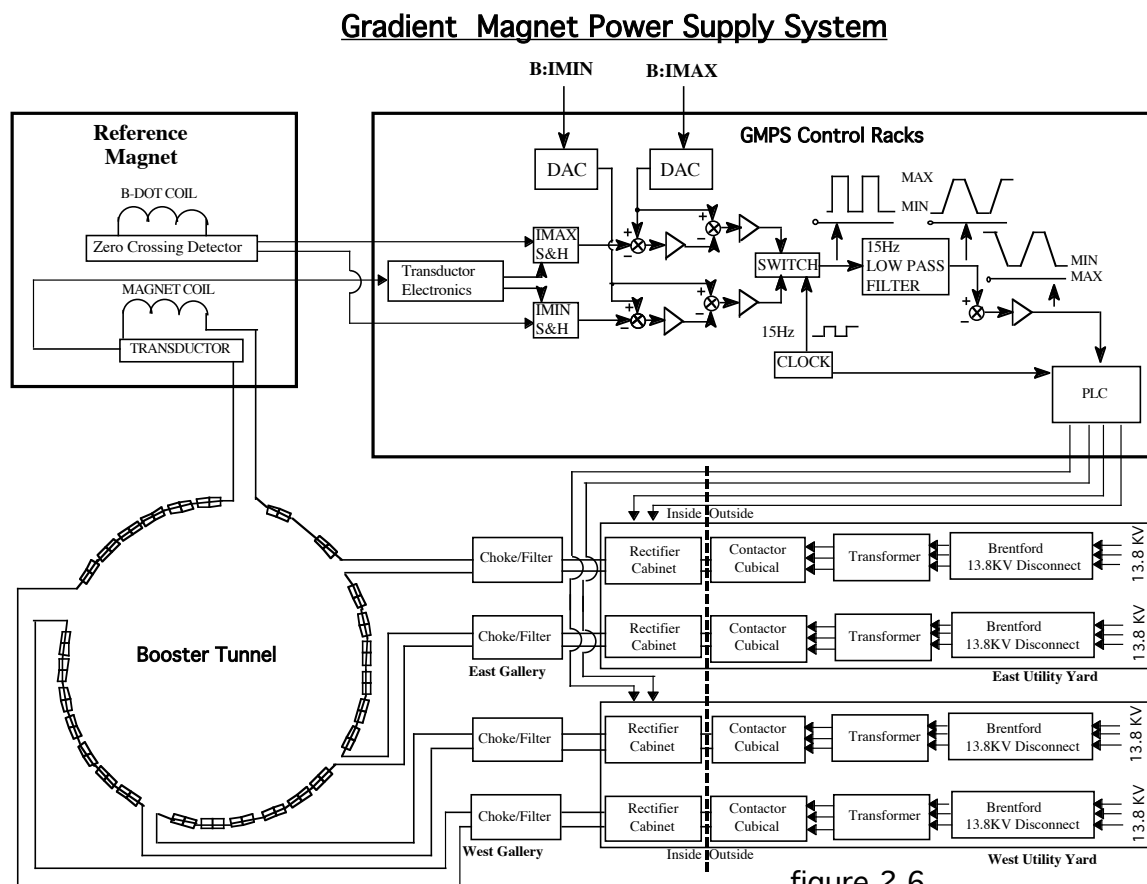 Gradient Magnet Power Supply System
B:IMIN
B:IMAX
Reference
Magnet
B-DOT COIL
Zero Crossing Detector
MAGNET COIL
TRANSDUCTOR
GMPS Control Racks
DAC
DAC
MAX
MIN
IMAX
S&H
Transductor
Electronics
IMIN
S&H
+
−
+
−
+
−
+
−
SWITCH
15Hz
LOW PASS
FILTER
MIN
MAX
+
−
15Hz
CLOCK
PLC
Inside
Outside
Choke/Filter
Rectifier
Cabinet
Contactor
Cubical
Transformer
Brentford
13.8KV Disconnect
13.8 KV
Booster Tunnel
Choke/Filter
Rectifier
Cabinet
Contactor
Cubical
Transformer
Brentford
13.8KV Disconnect
13.8 KV
East Gallery
East Utility Yard
Choke/Filter
Rectifier
Cabinet
Contactor
Cubical
Transformer
Brentford
13.8KV Disconnect
13.8 KV
Choke/Filter
Rectifier
Cabinet
Contactor
Cubical
Transformer
Brentford
13.8KV Disconnect
13.8 KV
West Gallery
Inside
Outside
West Utility Yard
figure 2.6